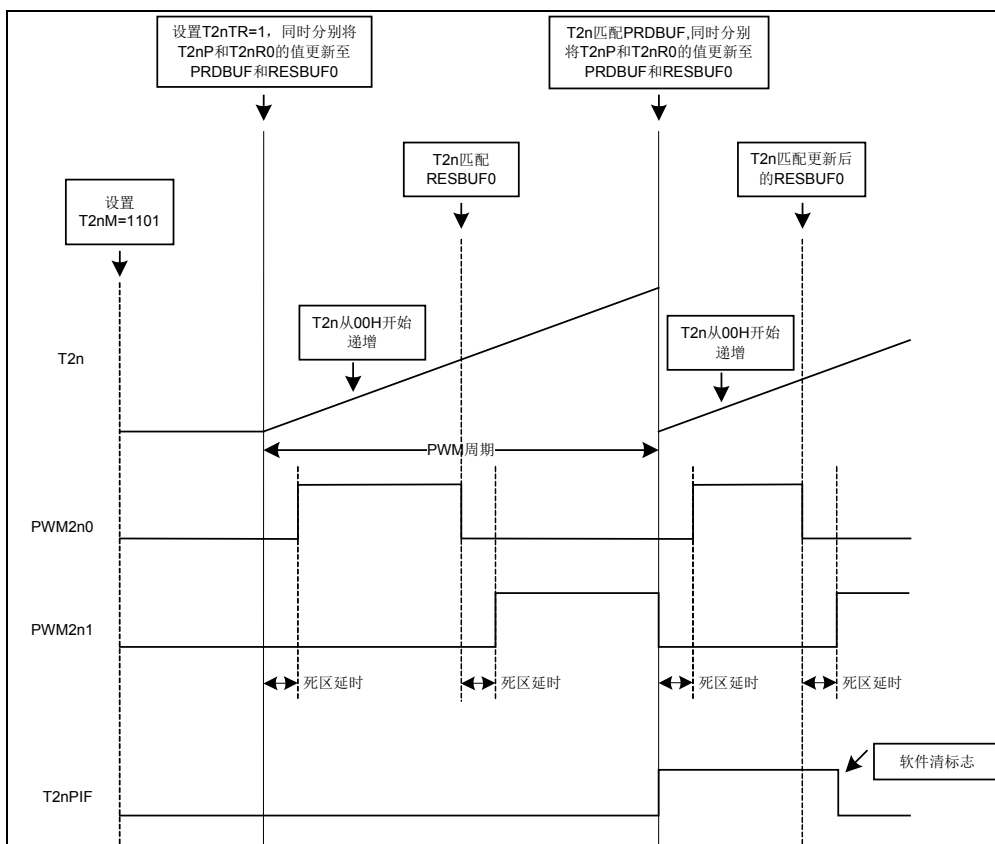 设置T2nTR=1，同时分别将
T2nP和T2nR0的值更新至
PRDBUF和RESBUF0
T2n匹配PRDBUF,同时分别
将T2nP和T2nR0的值更新至
PRDBUF和RESBUF0
T2n匹配
RESBUF0
T2n匹配更新后
的RESBUF0
设置
T2nM=1101
T2n从00H开始
递增
T2n从00H开始
递增
T2n
PWM周期
PWM2n0
PWM2n1
死区延时
死区延时
死区延时
死区延时
软件清标志
T2nPIF